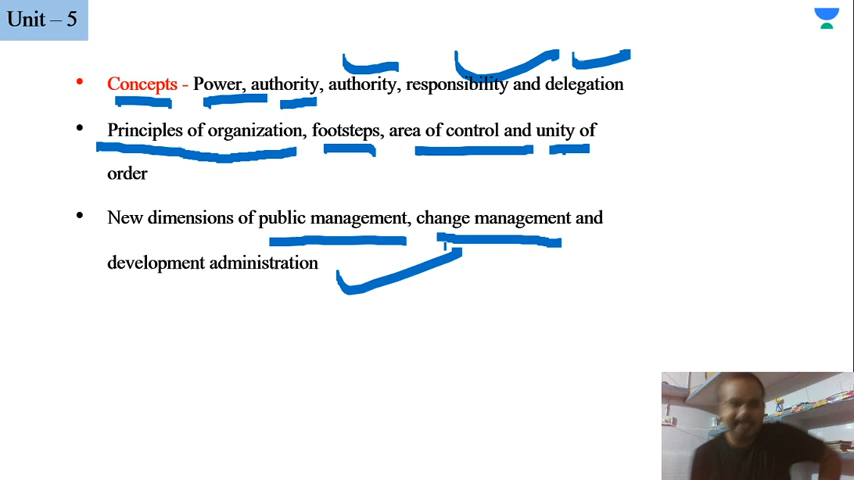 Unit – 5
• Concepts - Power, authority, authority, responsibility and delegation
• Principles of organization, footsteps, area of control and unity of
order
• New dimensions of public management, change management and
development administration